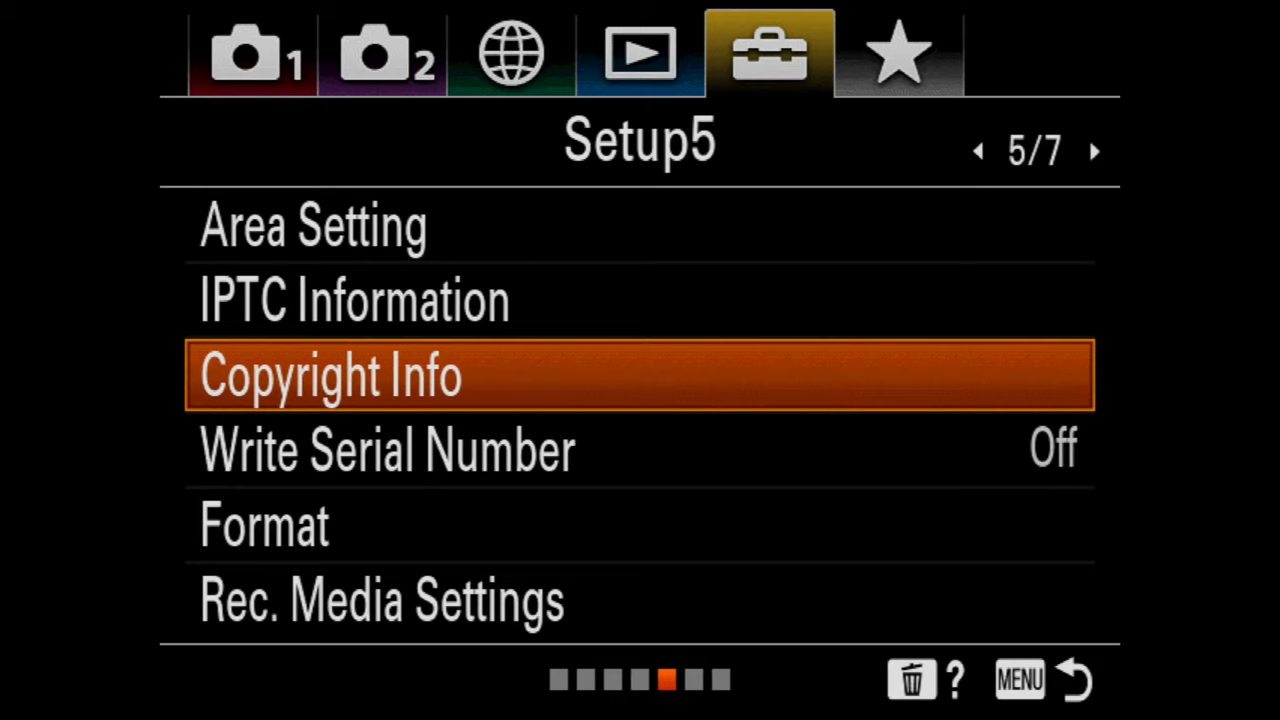 1 2
Setup5
5/7
Area Setting
IPTC Information
Copyright Info
Write Serial Number Off
Format
Rec. Media Settings
? MENU